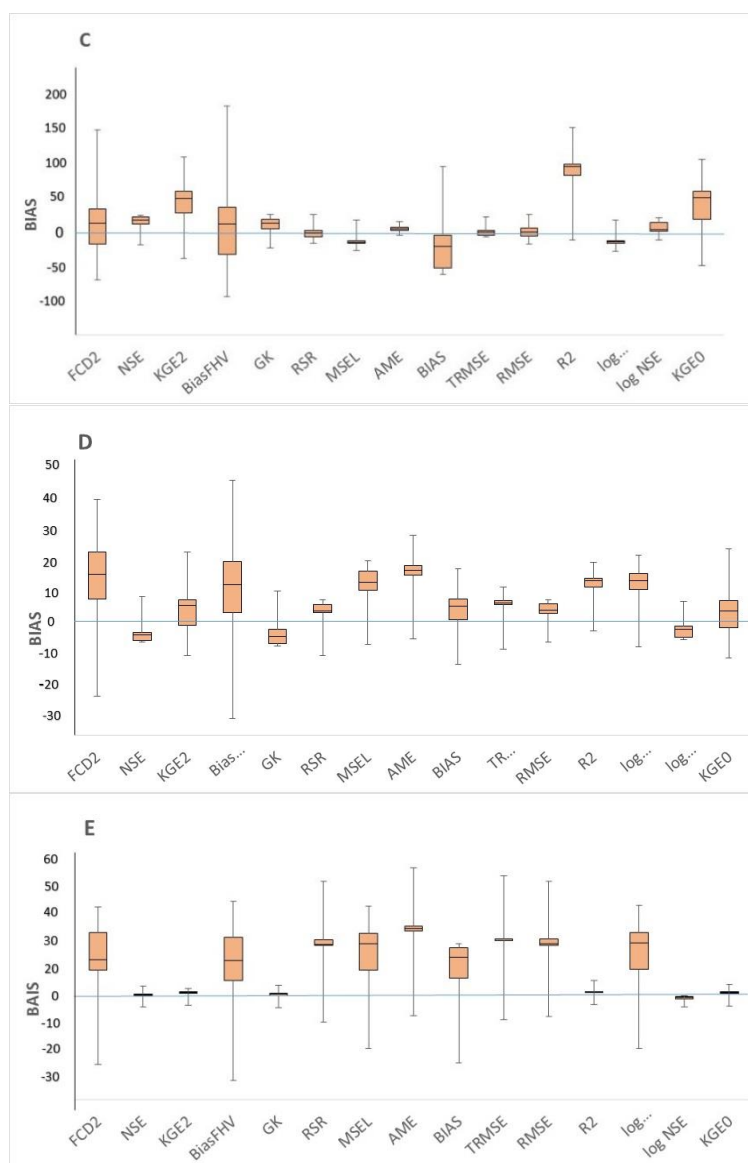 C
200
150
100
50
0
-50
-100
BIAS
FCD2
NSE
KGE2
BiasFHV
GK
RSR
MSEL
AME
BIAS
TRMSE
RMSE
R2
log...
log NSE
KGE0
D
50
40
30
20
10
0
-10
-20
-30
BIAS
FCD2
NSE
KGE2
Bias...
GK
RSR
MSEL
AME
BIAS
TR...
RMSE
R2
log...
log...
KGE0
E
60
50
40
30
20
10
0
-10
-20
-30
BAIS
FCD2
NSE
KGE2
BiasFHV
GK
RSR
MSEL
AME
BIAS
TRMSE
RMSE
R2
log...
log NSE
KGE0